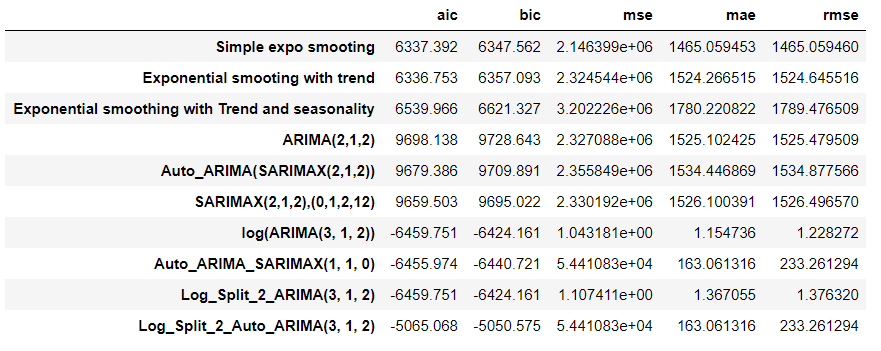 aic bic mse mae rmse
Simple expo smooting 6337.392 6347.562 2.146399e+06 1465.059453 1465.059460
Exponential smooting with trend 6336.753 6357.093 2.324544e+06 1524.266515 1524.645516
Exponential smoothing with Trend and seasonality 6539.966 6621.327 3.202226e+06 1780.220822 1789.476509
ARIMA(2,1,2) 9698.138 9728.643 2.327088e+06 1525.102425 1525.479509
Auto_ARIMA(SARIMAX(2,1,2)) 9679.386 9709.891 2.355849e+06 1534.446869 1534.877566
SARIMAX(2,1,2),(0,1,2,12) 9659.503 9695.022 2.330192e+06 1526.100391 1526.496570
log(ARIMA(3, 1, 2)) -6459.751 -6424.161 1.043181e+00 1.154736 1.228272
Auto_ARIMA_SARIMAX(1, 1, 0) -6455.974 -6440.721 5.441083e+04 163.061316 233.261294
Log_Split_2_ARIMA(3, 1, 2) -6459.751 -6424.161 1.107411e+00 1.367055 1.376320
Log_Split_2_Auto_ARIMA(3, 1, 2) -5065.068 -5050.575 5.441083e+04 163.061316 233.261294